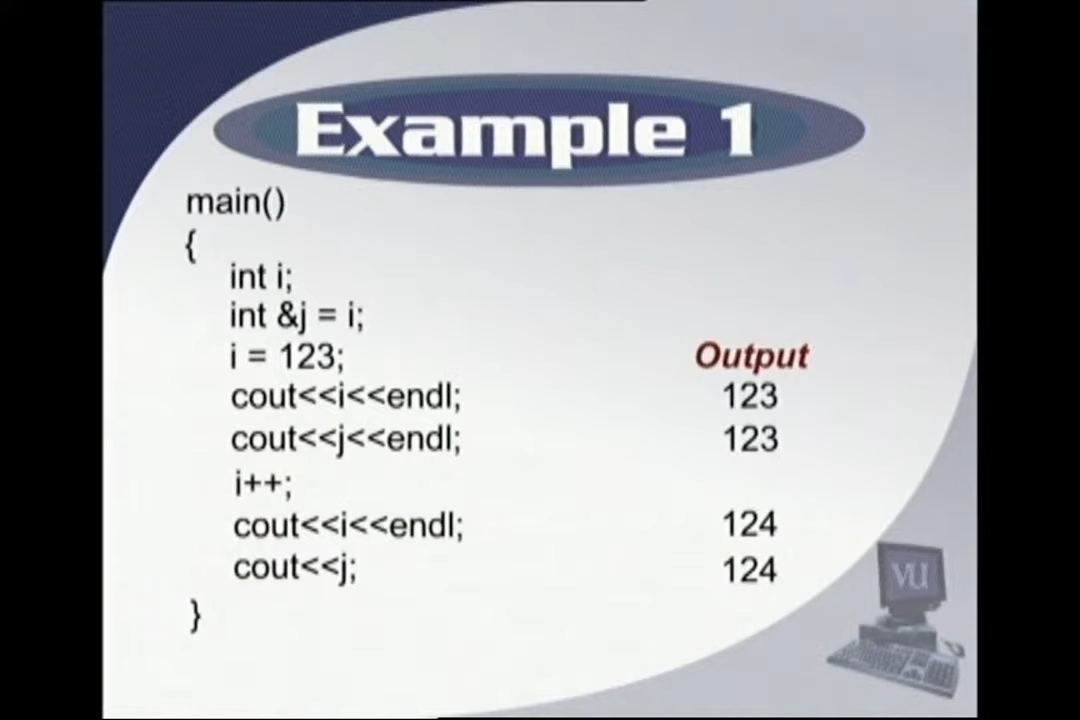 Example 1
main()
{
int i;
int &j = i;
i = 123;
Output
cout<<i<<endl; 123
cout<<j<<endl; 123
i++;
cout<<i<<endl; 124
cout<<j; 124
}
VU